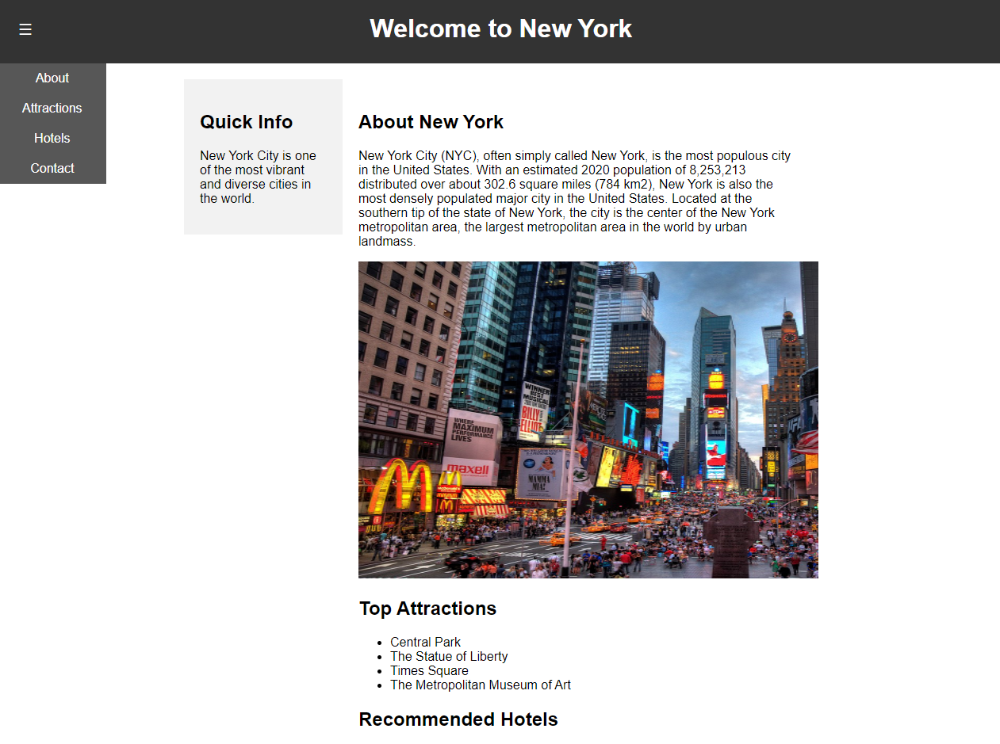 ☰
Welcome to New York
About
Attractions
Hotels
Contact
Quick Info
New York City is one
of the most vibrant
and diverse cities in
the world.
About New York
New York City (NYC), often simply called New York, is the most populous city
in the United States. With an estimated 2020 population of 8,253,213
distributed over about 302.6 square miles (784 km2), New York is also the
most densely populated major city in the United States. Located at the
southern tip of the state of New York, the city is the center of the New York
metropolitan area, the largest metropolitan area in the world by urban
landmass.
WINNER
BEST
MUSICAL
BILLY
ELLIOT
WHERE
MAXIMUM
PERFORMANCE
LIVES
maxell
MAMMA
MIA!
TOSHIBA
McDonald's
Top Attractions
Central Park
The Statue of Liberty
Times Square
The Metropolitan Museum of Art
Recommended Hotels